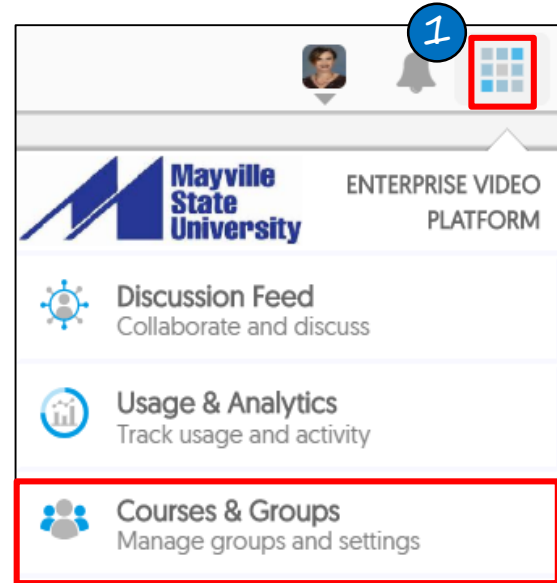 1
Mayville
State
University
ENTERPRISE VIDEO
PLATFORM
Discussion Feed
Collaborate and discuss
Usage & Analytics
Track usage and activity
Courses & Groups
Manage groups and settings